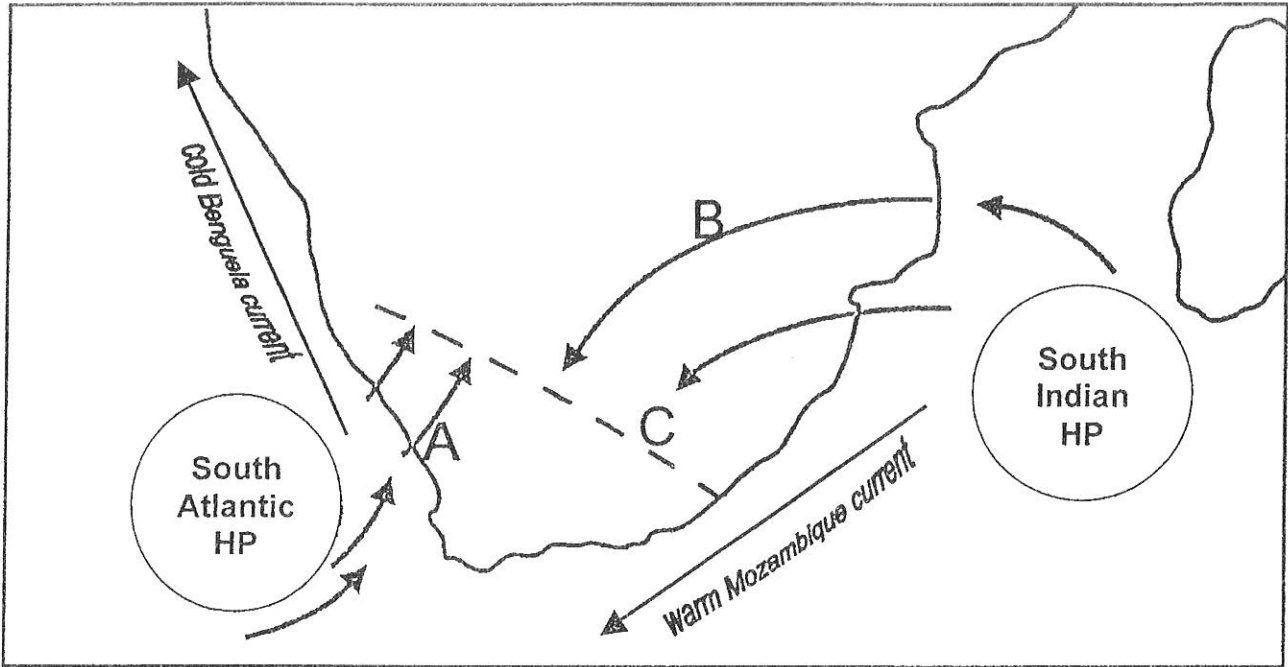 cold Benguela current
B
South
Indian
HP
A
C
South
Atlantic
HP
warm Mozambique current